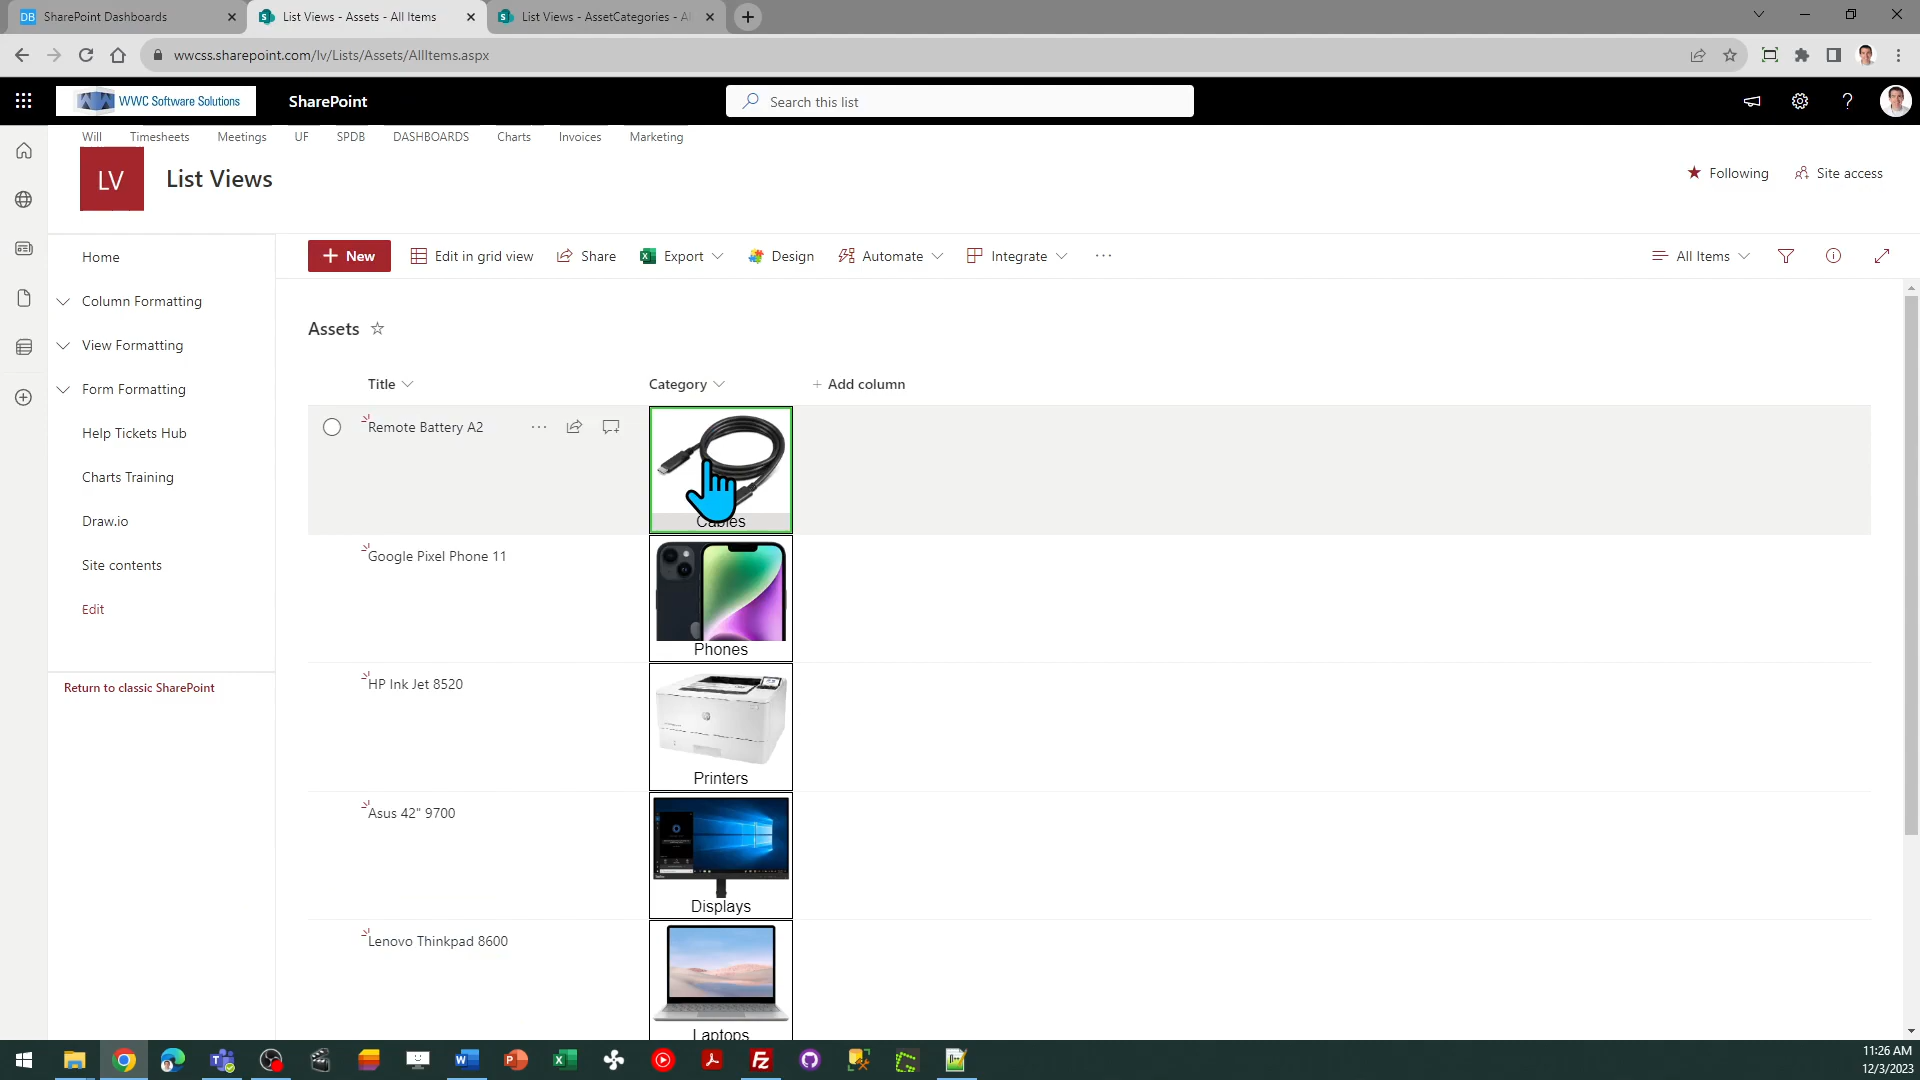 SharePoint Dashboards
List Views - Assets - All Items
List Views - AssetCategories - Al
wwcss.sharepoint.com/lv/Lists/Assets/AllItems.aspx
WWC Software Solutions
SharePoint
Search this list
Will
Timesheets
Meetings
UF
SPDB
DASHBOARDS
Charts
Invoices
Marketing
LV
List Views
Following
Site access
Home
Column Formatting
View Formatting
Form Formatting
Help Tickets Hub
Charts Training
Draw.io
Site contents
Edit
Return to classic SharePoint
New
Edit in grid view
Share
Export
Design
Automate
Integrate
All Items
Assets
Title
Category
Add column
Remote Battery A2
Cables
Google Pixel Phone 11
Phones
HP Ink Jet 8520
Printers
Asus 42" 9700
Displays
Lenovo Thinkpad 8600
Laptops
11:26 AM
12/3/2023